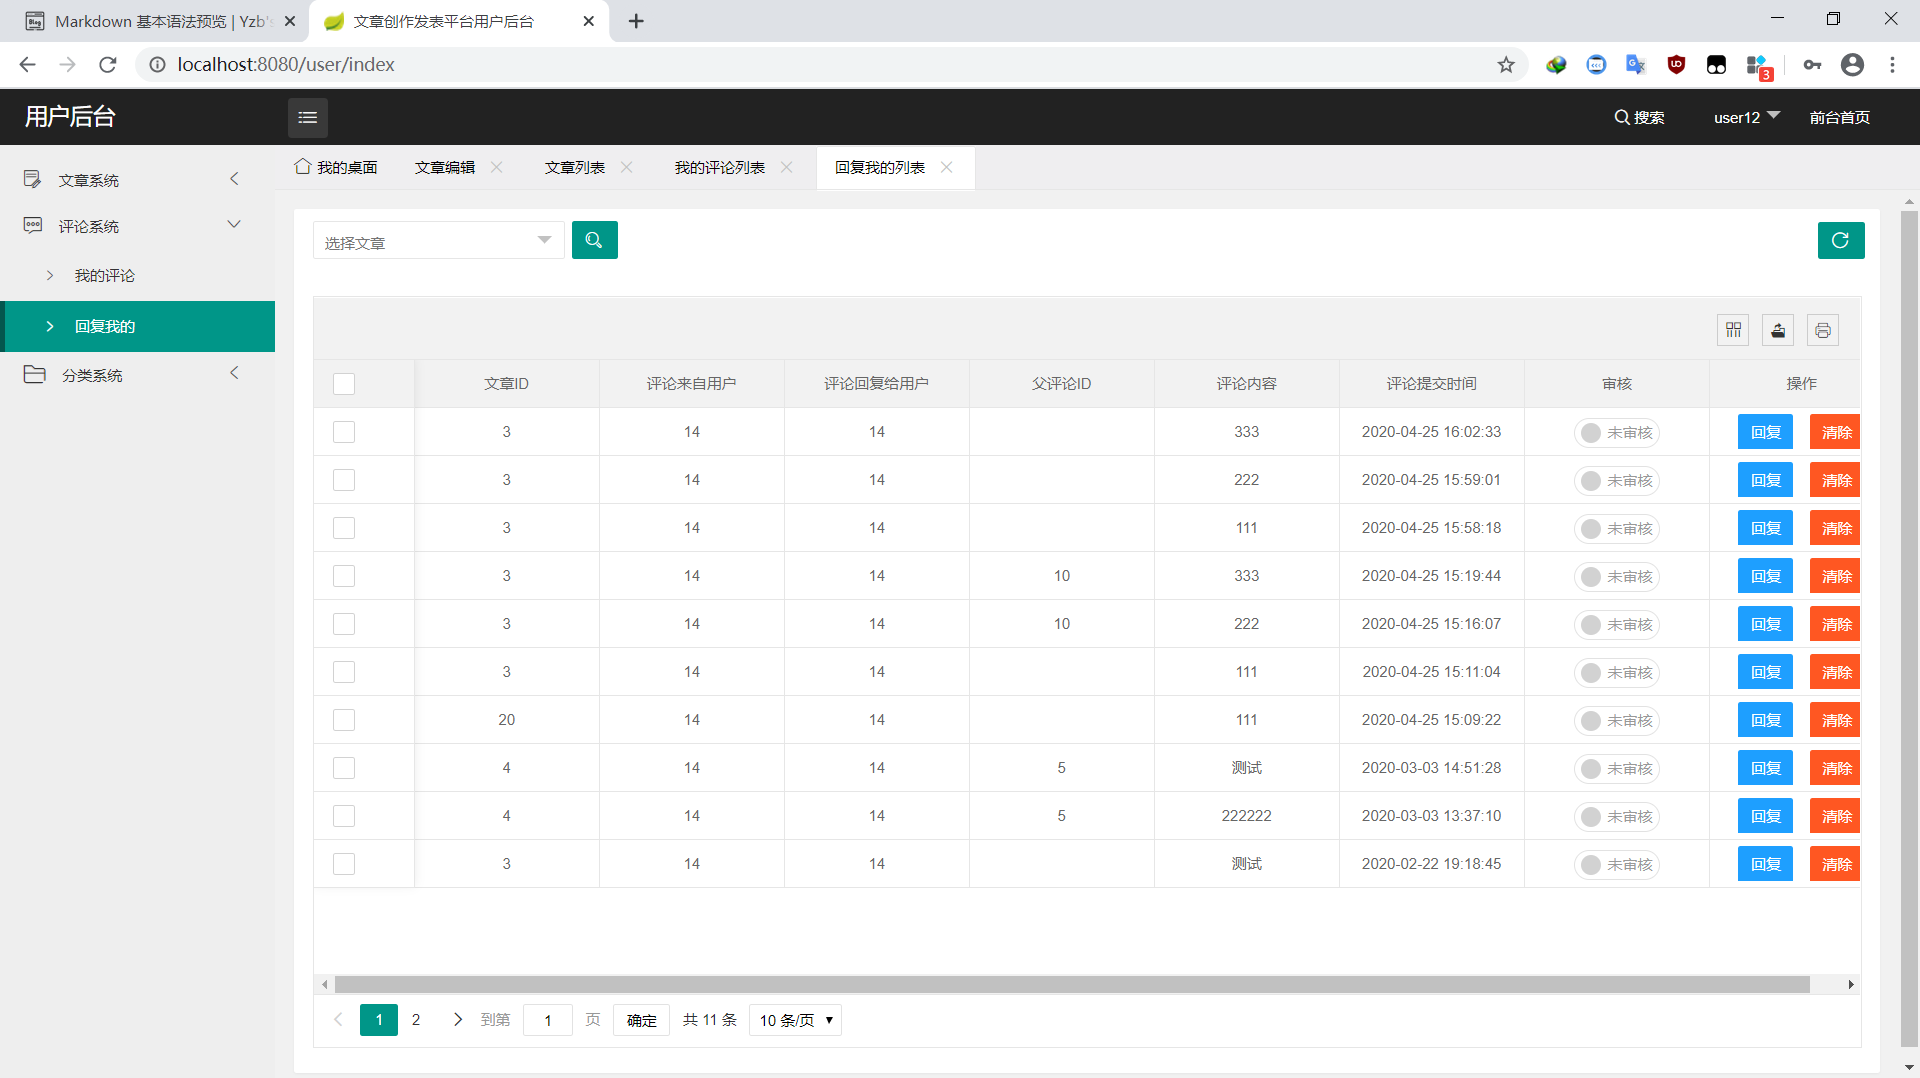 Markdown 基本语法预览 | Yzb's
文章创作发表平台用户后台
localhost:8080/user/index
3
用户后台
搜索
user12
前台首页
文章系统
评论系统
我的评论
回复我的
分类系统
我的桌面
文章编辑
文章列表
我的评论列表
回复我的列表
选择文章
文章ID 评论来自用户 评论回复给用户 父评论ID 评论内容 评论提交时间 审核 操作
3 14 14 333 2020-04-25 16:02:33 未审核 回复 清除
3 14 14 222 2020-04-25 15:59:01 未审核 回复 清除
3 14 14 111 2020-04-25 15:58:18 未审核 回复 清除
3 14 14 10 333 2020-04-25 15:19:44 未审核 回复 清除
3 14 14 10 222 2020-04-25 15:16:07 未审核 回复 清除
3 14 14 111 2020-04-25 15:11:04 未审核 回复 清除
20 14 14 111 2020-04-25 15:09:22 未审核 回复 清除
4 14 14 5 测试 2020-03-03 14:51:28 未审核 回复 清除
4 14 14 5 222222 2020-03-03 13:37:10 未审核 回复 清除
3 14 14 测试 2020-02-22 19:18:45 未审核 回复 清除
1 2 到第 1 页 确定 共 11 条 10 条/页